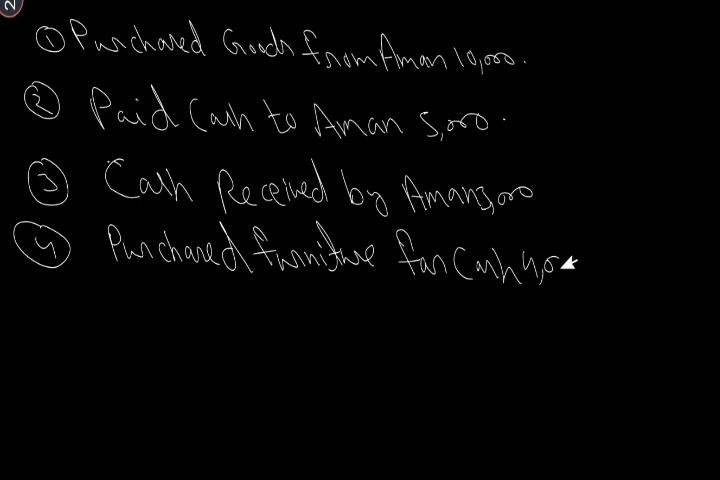 ① Purchased Goods from Aman 10,000.
② Paid Cash to Aman 5,000.
③ Cash Received by Aman 3,000
④ Purchased furniture for Cash 4,0